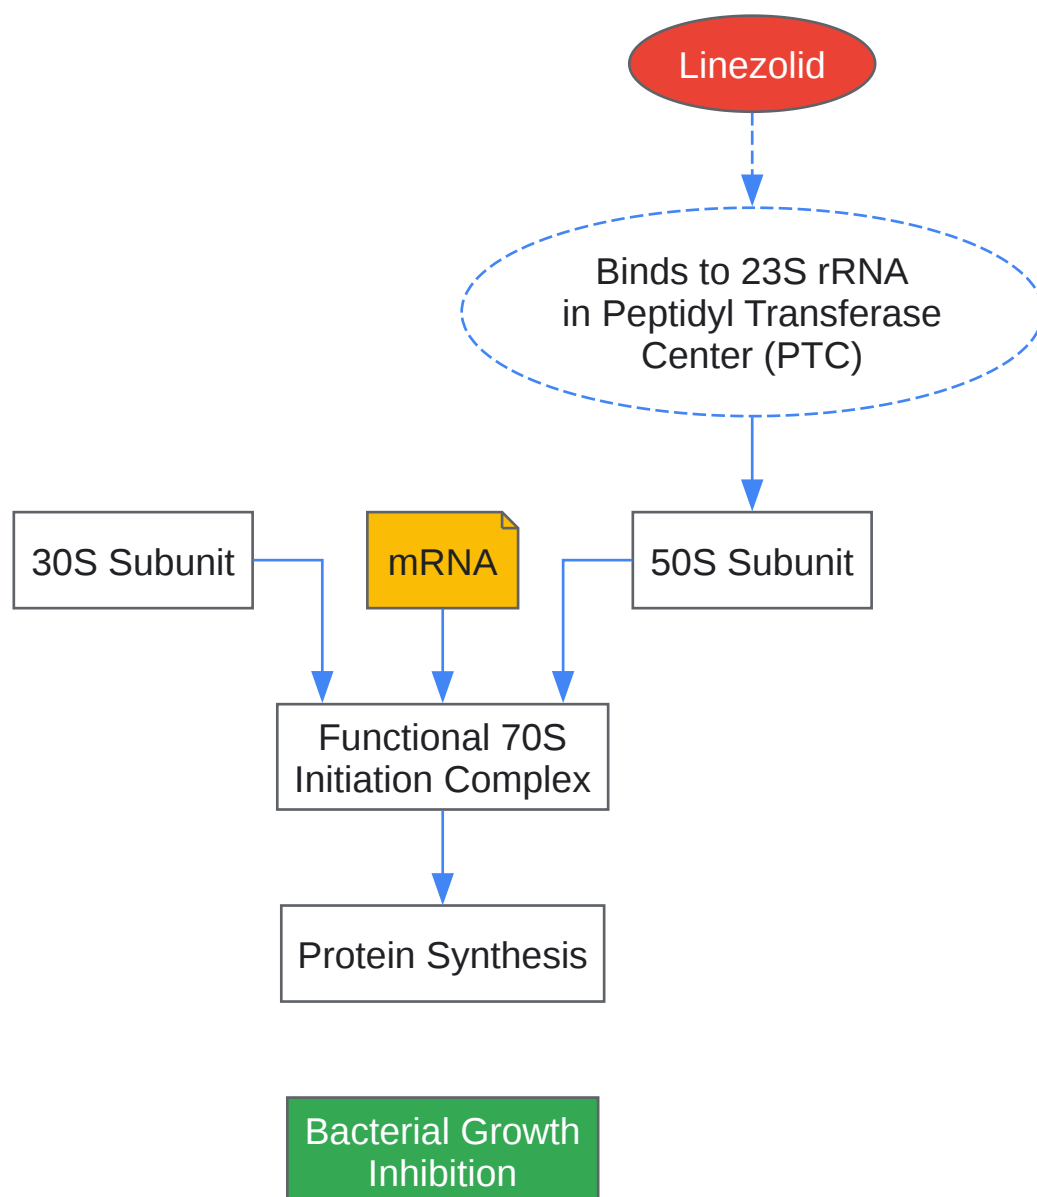 Linezolid
Binds to 23S rRNA
in Peptidyl Transferase
Center (PTC)
30S Subunit
mRNA
50S Subunit
Functional 70S
Initiation Complex
Protein Synthesis
Bacterial Growth
Inhibition